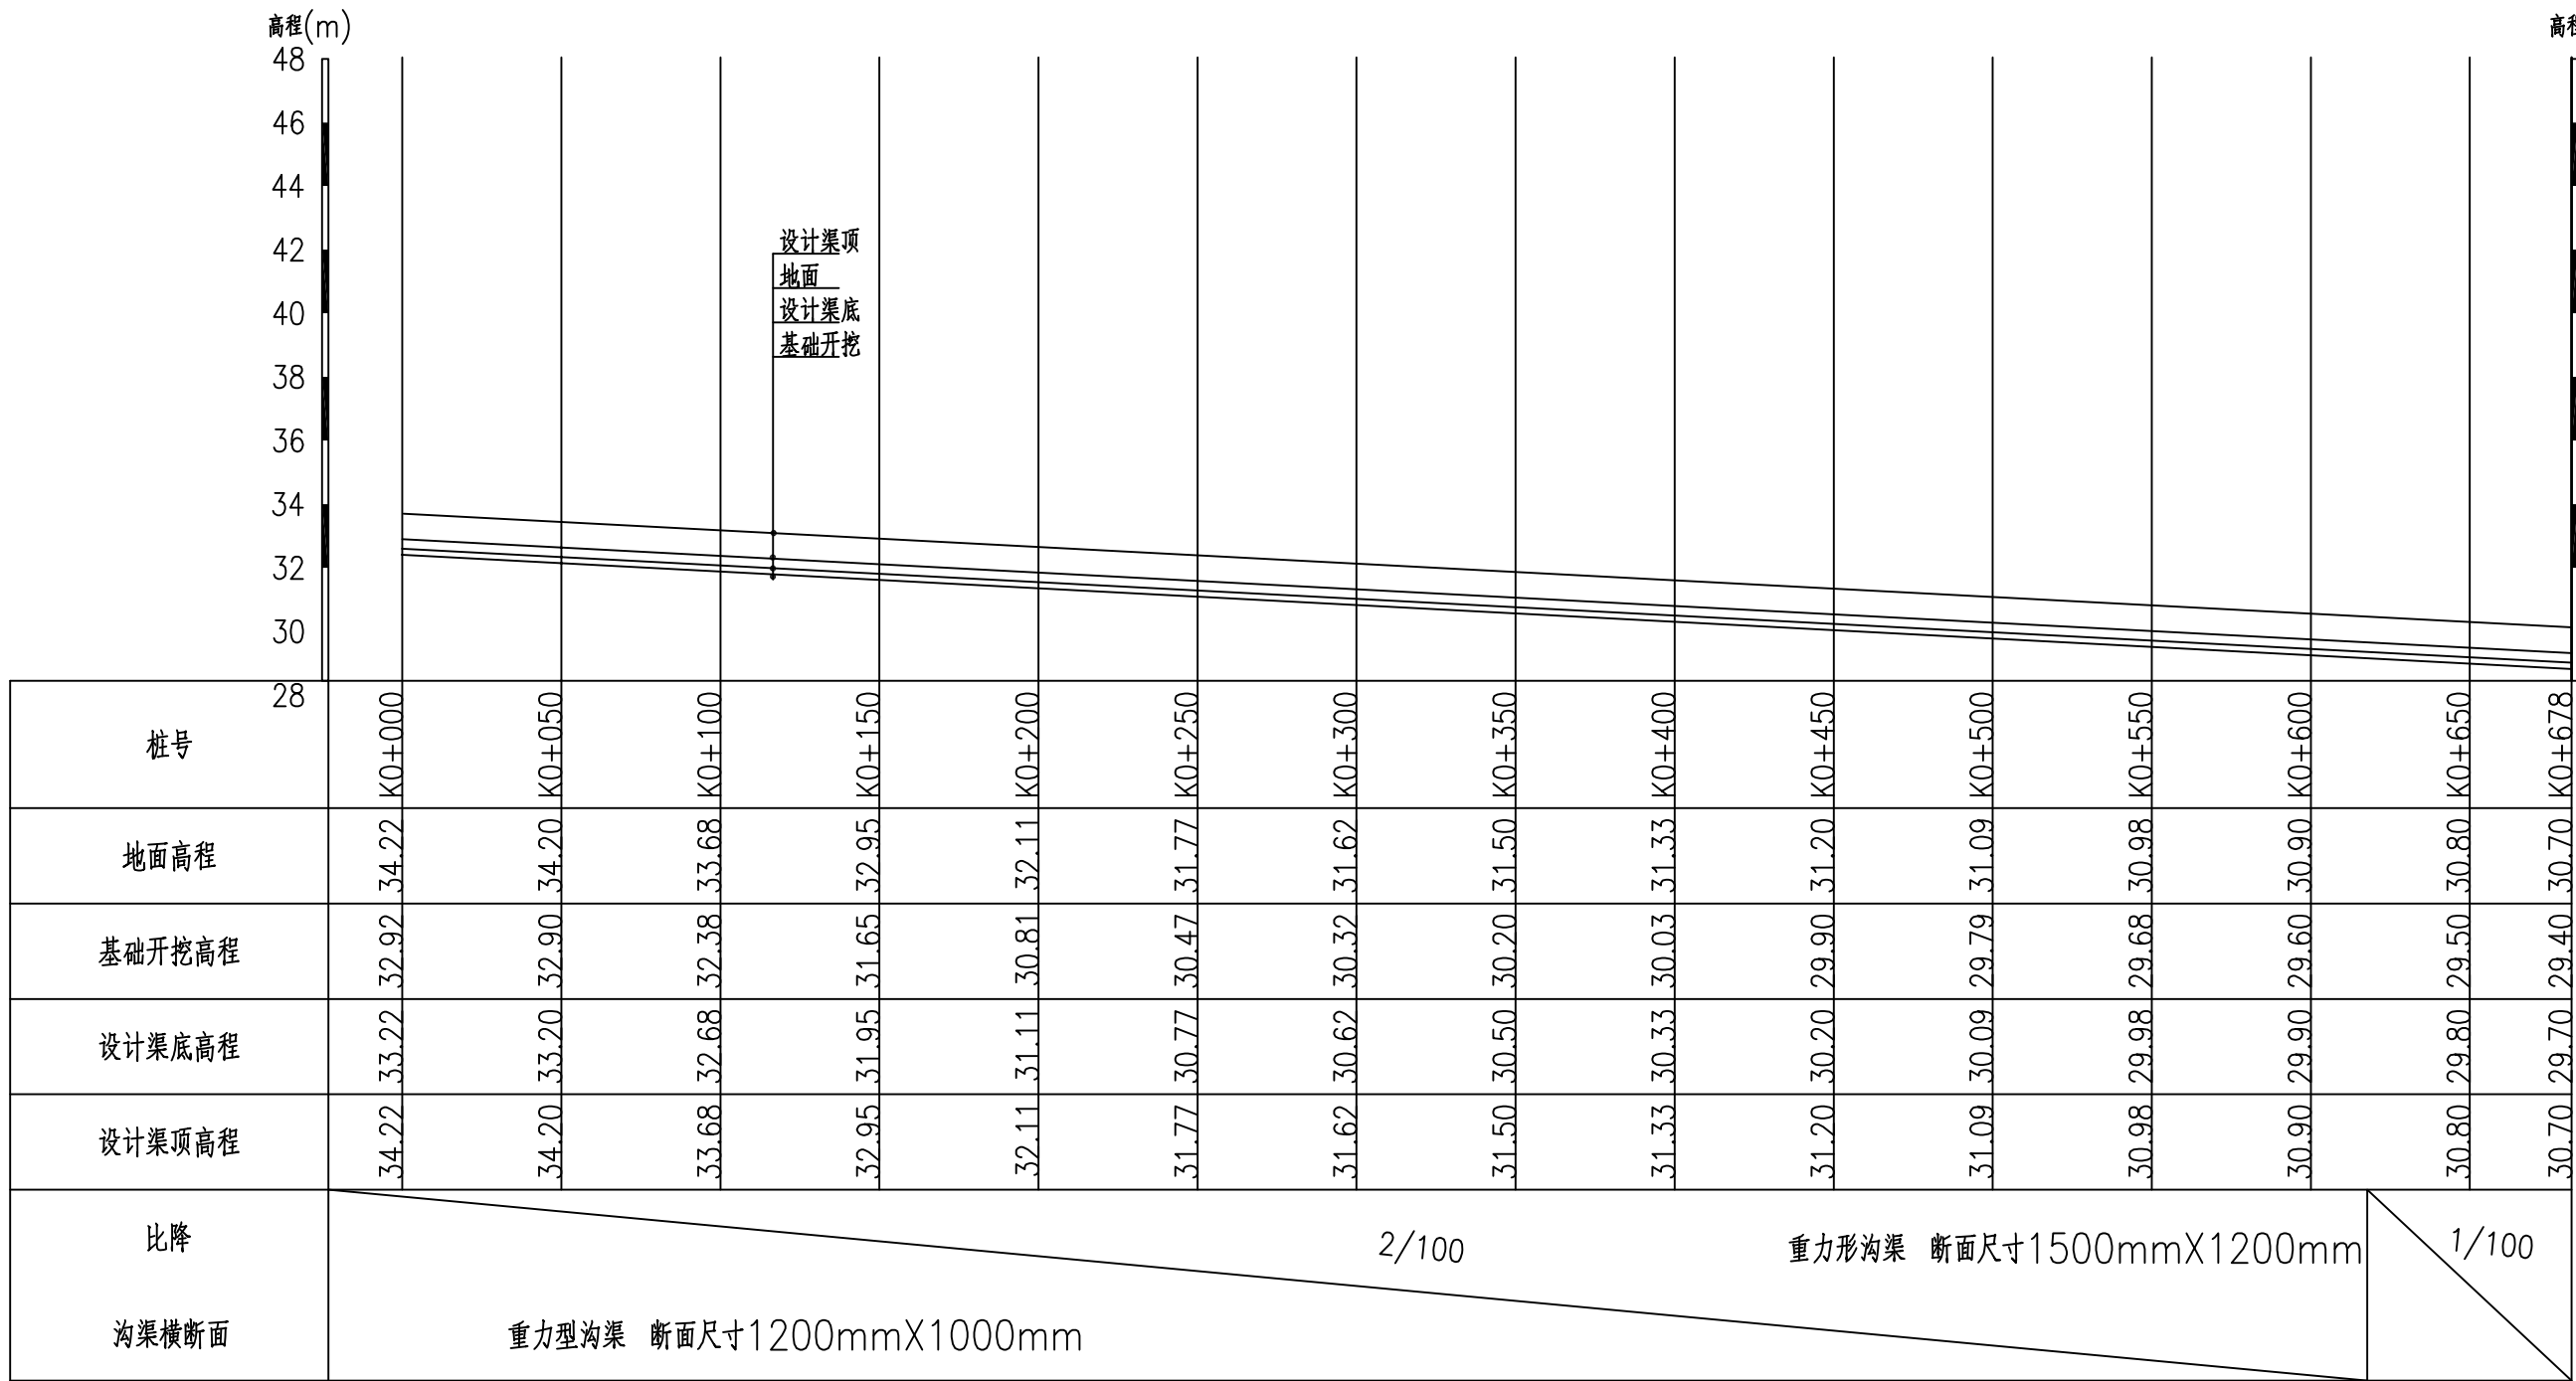 高程(m)
高程
48
46
44
42
40
38
36
34
32
30
28
设计渠顶
地面
设计渠底
基础开挖
桩号 K0+000 K0+050 K0+100 K0+150 K0+200 K0+250 K0+300 K0+350 K0+400 K0+450 K0+500 K0+550 K0+600 K0+650 K0+678
地面高程 34.22 34.20 33.68 32.95 32.11 31.77 31.62 31.50 31.33 31.20 31.09 30.98 30.90 30.80 30.70
基础开挖高程 32.92 32.90 32.38 31.65 30.81 30.47 30.32 30.20 30.03 29.90 29.79 29.68 29.60 29.50 29.40
设计渠底高程 33.22 33.20 32.68 31.95 31.11 30.77 30.62 30.50 30.33 30.20 30.09 29.98 29.90 29.80 29.70
设计渠顶高程 34.22 34.20 33.68 32.95 32.11 31.77 31.62 31.50 31.33 31.20 31.09 30.98 30.90 30.80 30.70
比降 2/100 重力形沟渠 断面尺寸1500mmX1200mm 1/100
沟渠横断面 重力型沟渠 断面尺寸1200mmX1000mm